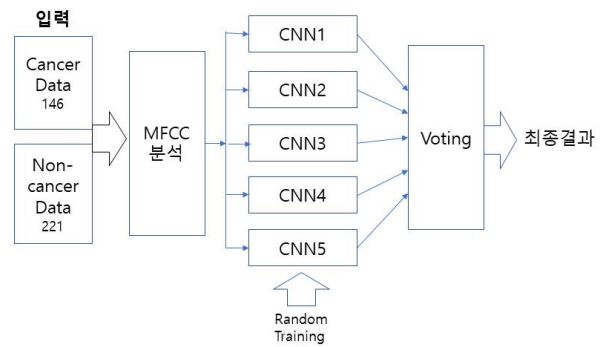 입력
Cancer
Data
146
Non-
cancer
Data
221
MFCC
분석
CNN1
CNN2
CNN3
CNN4
CNN5
Random
Training
Voting
최종결과